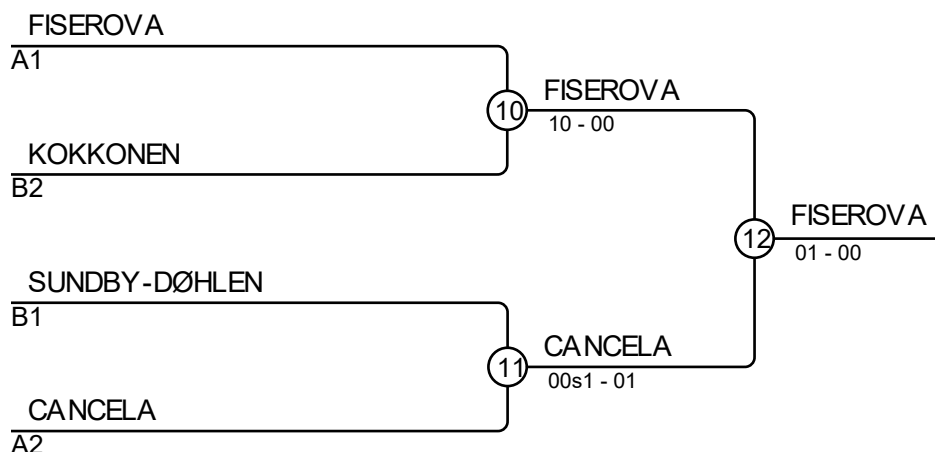 FISEROVA
A1
10
FISEROVA
10 - 00
KOKKONEN
B2
12
FISEROVA
01 - 00
SUNDBY-DØHLEN
B1
11
CANCELA
00s1 - 01
CANCELA
A2